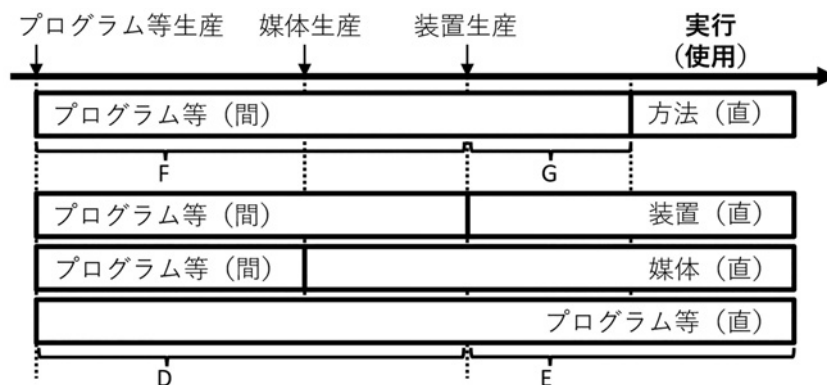 プログラム等生産 媒体生産 装置生産 実行
(使用)
プログラム等(間) 方法(直)
F G
プログラム等(間) 装置(直)
プログラム等(間) 媒体(直)
プログラム等(直)
D E